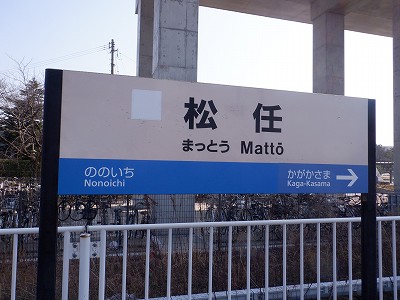 松任
まっとう Mattō
ののいち かがかさま
Nonoichi Kaga-Kasama